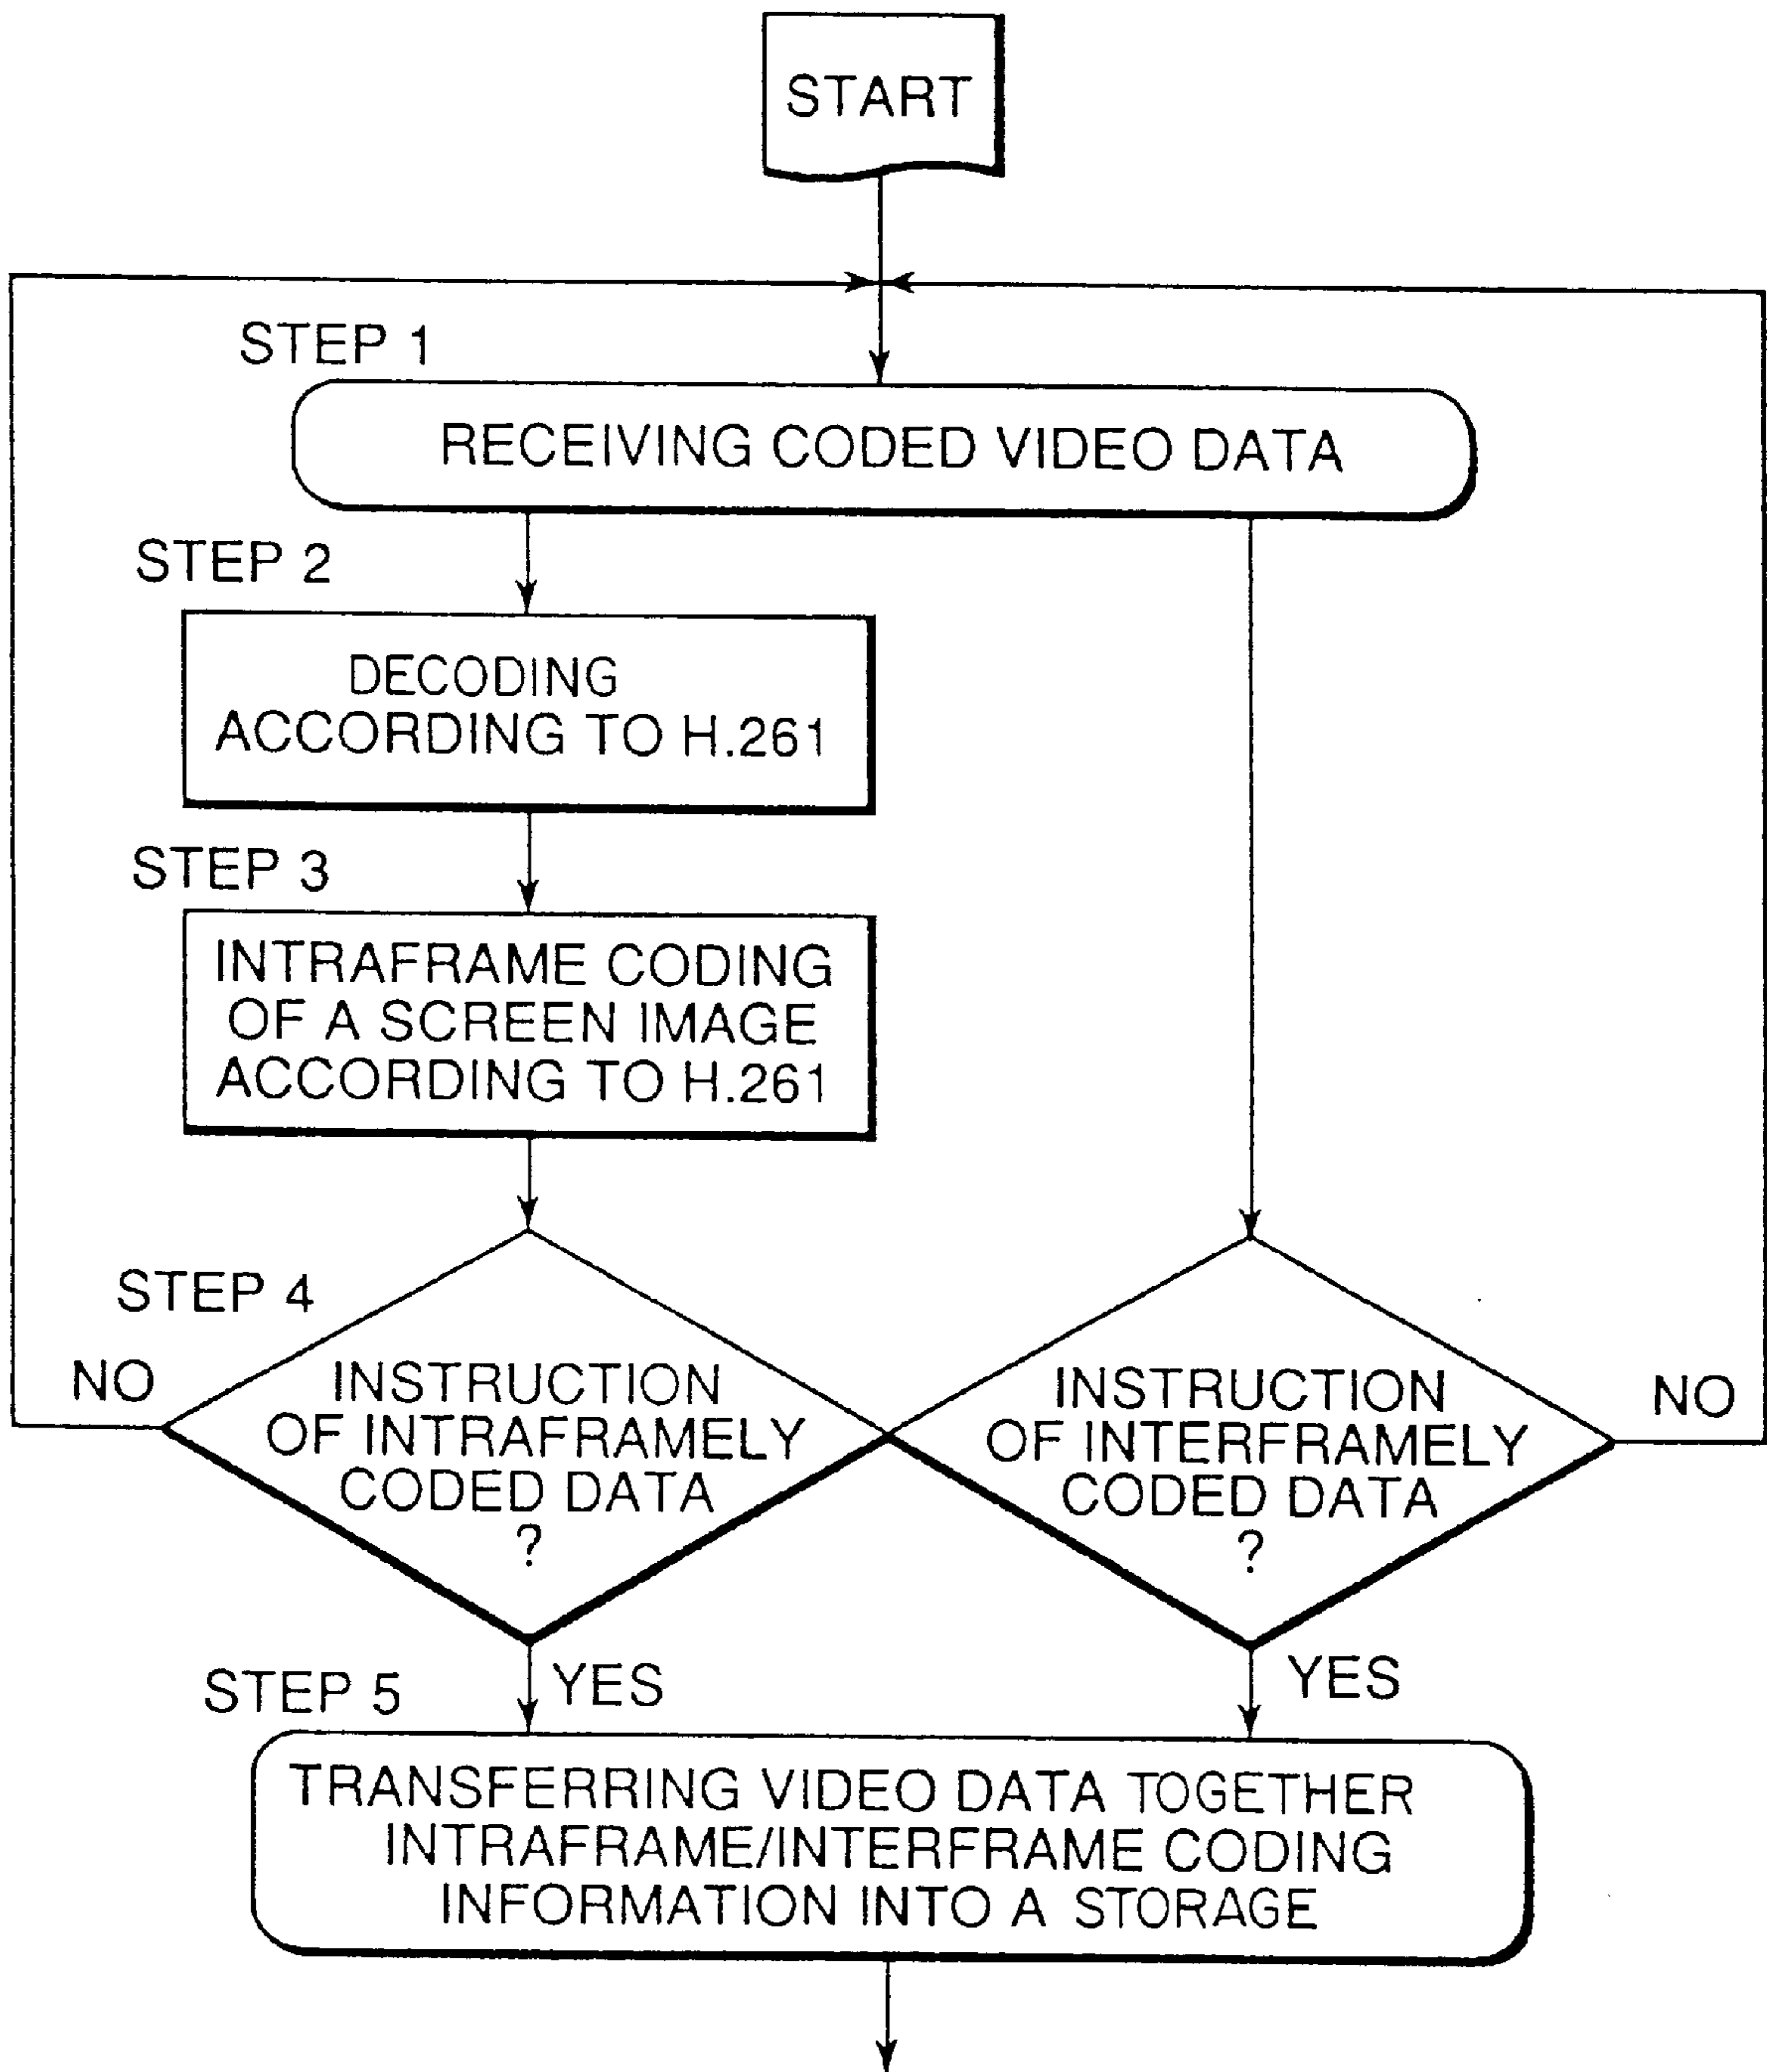 START
STEP 1
RECEIVING CODED VIDEO DATA
STEP 2
DECODING
ACCORDING TO H.261
STEP 3
INTRAFRAME CODING
OF A SCREEN IMAGE
ACCORDING TO H.261
STEP 4
NO
INSTRUCTION
OF INTRAFRAMELY
CODED DATA
?
INSTRUCTION
OF INTERFRAMELY
CODED DATA
?
NO
STEP 5
YES
YES
TRANSFERRING VIDEO DATA TOGETHER
INTRAFRAME/INTERFRAME CODING
INFORMATION INTO A STORAGE